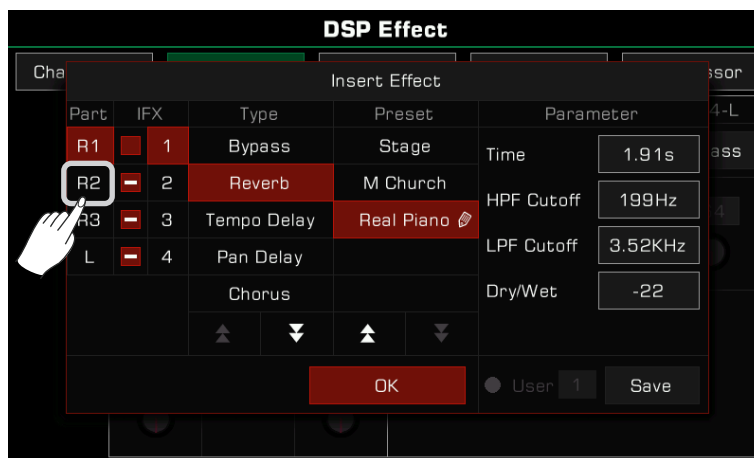 DSP Effect
Cha
ssor
Insert Effect
Part IFX Type Preset Parameter
4-L
R1 1 Bypass Stage
Time 1.91s
ass
R2 2 Reverb M Church
HPF Cutoff 199Hz
R3 3 Tempo Delay Real Piano
4
LPF Cutoff 3.52KHz
L 4 Pan Delay
Chorus
Dry/Wet -22
OK
User 1 Save